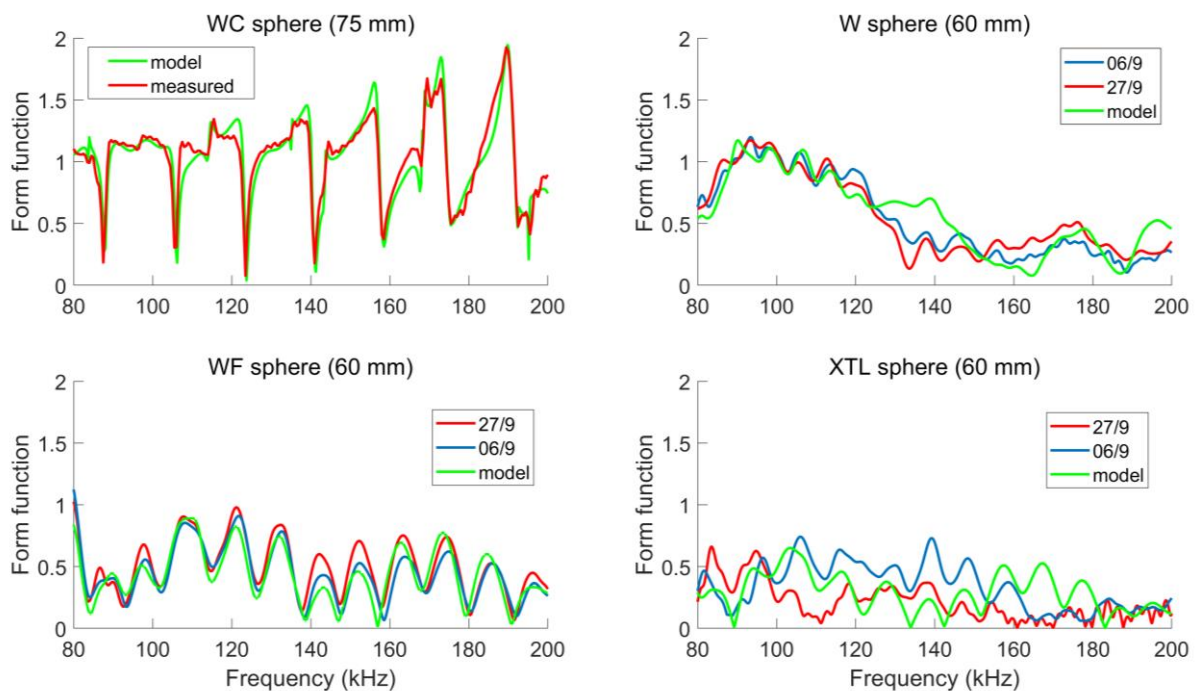 WC sphere (75 mm)
2
1.5
1
0.5
0
Form function
model
measured
80 100 120 140 160 180 200
W sphere (60 mm)
2
1.5
1
0.5
0
Form function
06/9
27/9
model
80 100 120 140 160 180 200
WF sphere (60 mm)
2
1.5
1
0.5
0
Form function
27/9
06/9
model
80 100 120 140 160 180 200
Frequency (kHz)
XTL sphere (60 mm)
2
1.5
1
0.5
0
Form function
27/9
06/9
model
80 100 120 140 160 180 200
Frequency (kHz)